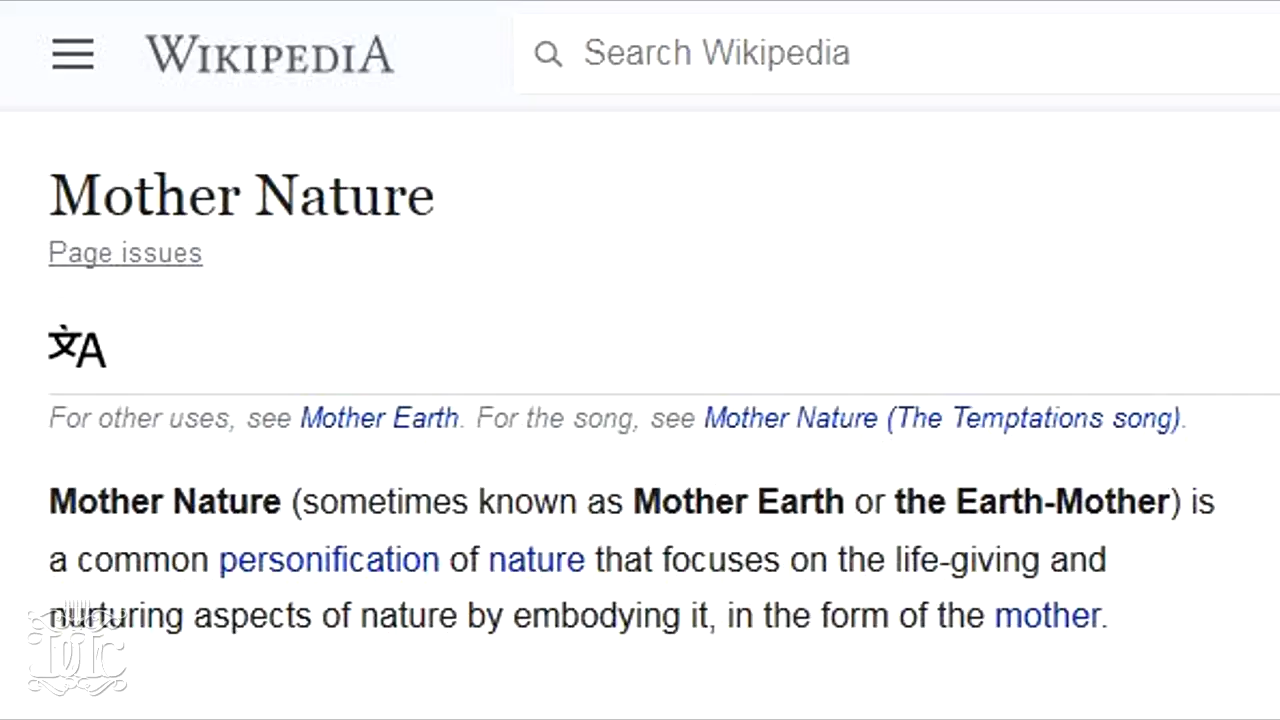 WIKIPEDIA
Search Wikipedia
Mother Nature
Page issues
文A
For other uses, see Mother Earth. For the song, see Mother Nature (The Temptations song).
Mother Nature (sometimes known as Mother Earth or the Earth-Mother) is
a common personification of nature that focuses on the life-giving and
nurturing aspects of nature by embodying it, in the form of the mother.